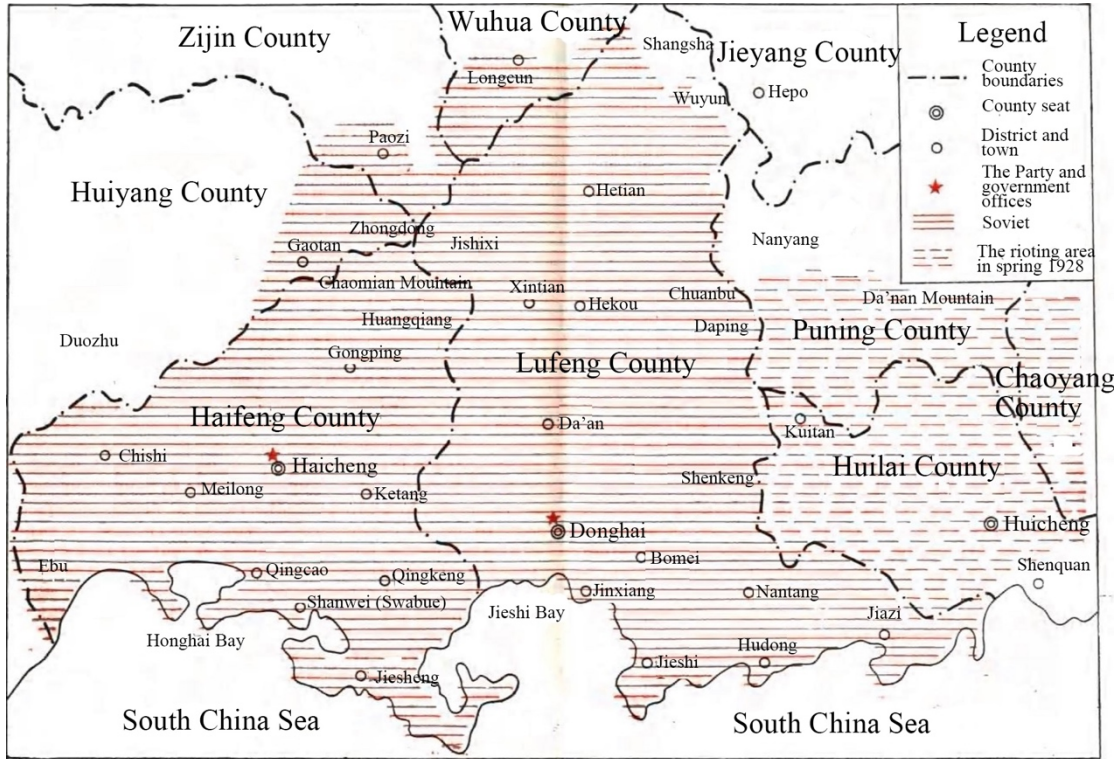 Wuhua County
Zijin County
Shangsha
Jieyang County
Longcun
Wuyun
Hepo
Paozi
Huiyang County
Hetian
Zhongdong
Jishixi
Nanyang
Gaotan
Chaomian Mountain
Xintian
Hekou
Chuanbu
Da'nan Mountain
Huangqiang
Daping
Puning County
Duozhu
Gongping
Lufeng County
Chaoyang
County
Haifeng County
Da'an
Kuitan
Chishi
Haicheng
Huilai County
Meilong
Ketang
Shenkeng
Donghai
Huicheng
Bomei
Ebu
Qingcao
Qingkeng
Jinxiang
Nantang
Shenquan
Shanwei (Swabue)
Jieshi Bay
Jiazi
Honghai Bay
Jieshi
Hudong
Jiesheng
South China Sea
South China Sea
Legend
County
boundaries
County seat
District and
town
The Party and
government
offices
Soviet
The rioting area
in spring 1928